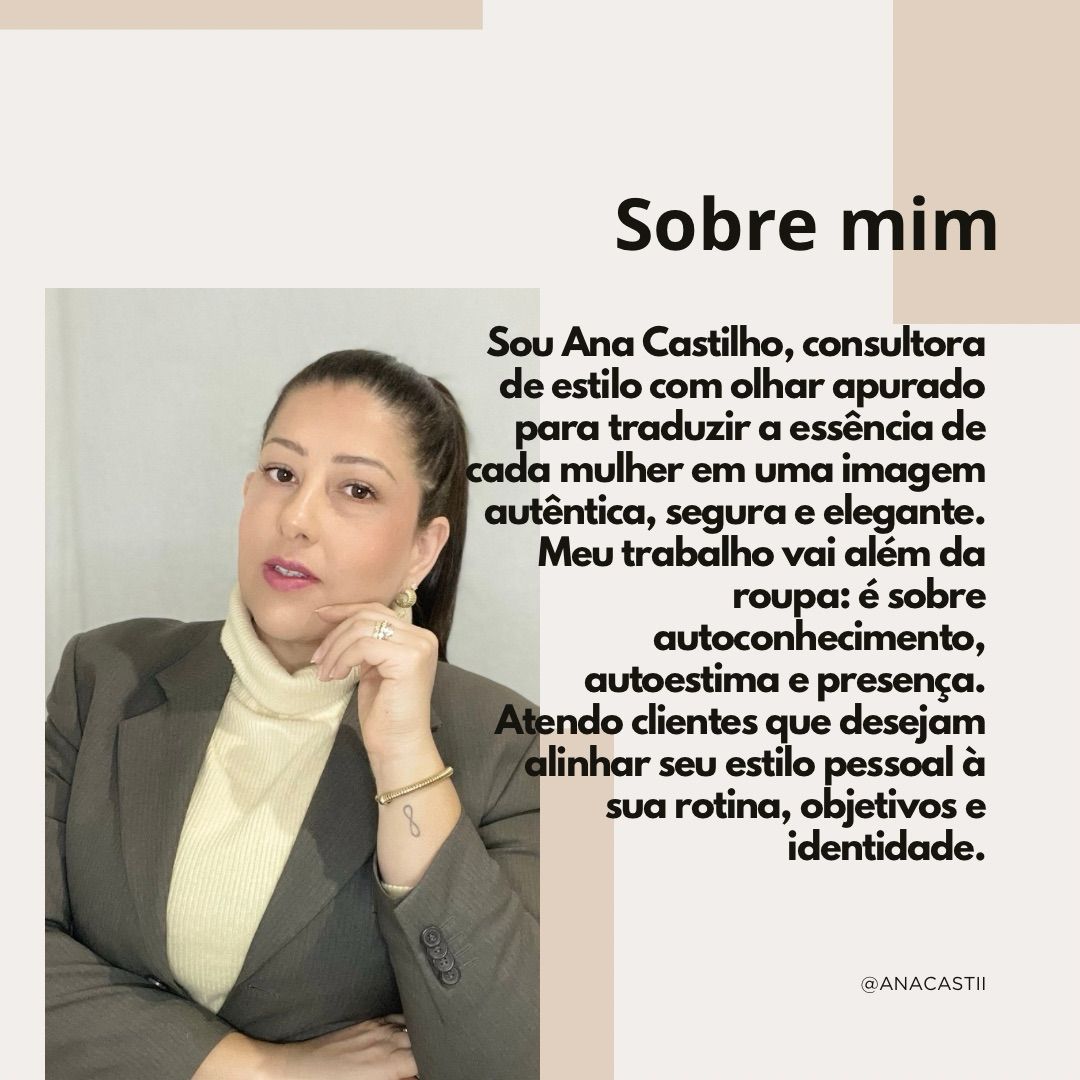 Sobre mim
Sou Ana Castilho, consultora
de estilo com olhar apurado
para traduzir a essência de
cada mulher em uma imagem
autêntica, segura e elegante.
Meu trabalho vai além da
roupa: é sobre
autoconhecimento,
autoestima e presença.
Atendo clientes que desejam
alinhar seu estilo pessoal à
sua rotina, objetivos e
identidade.
@ANACASTII